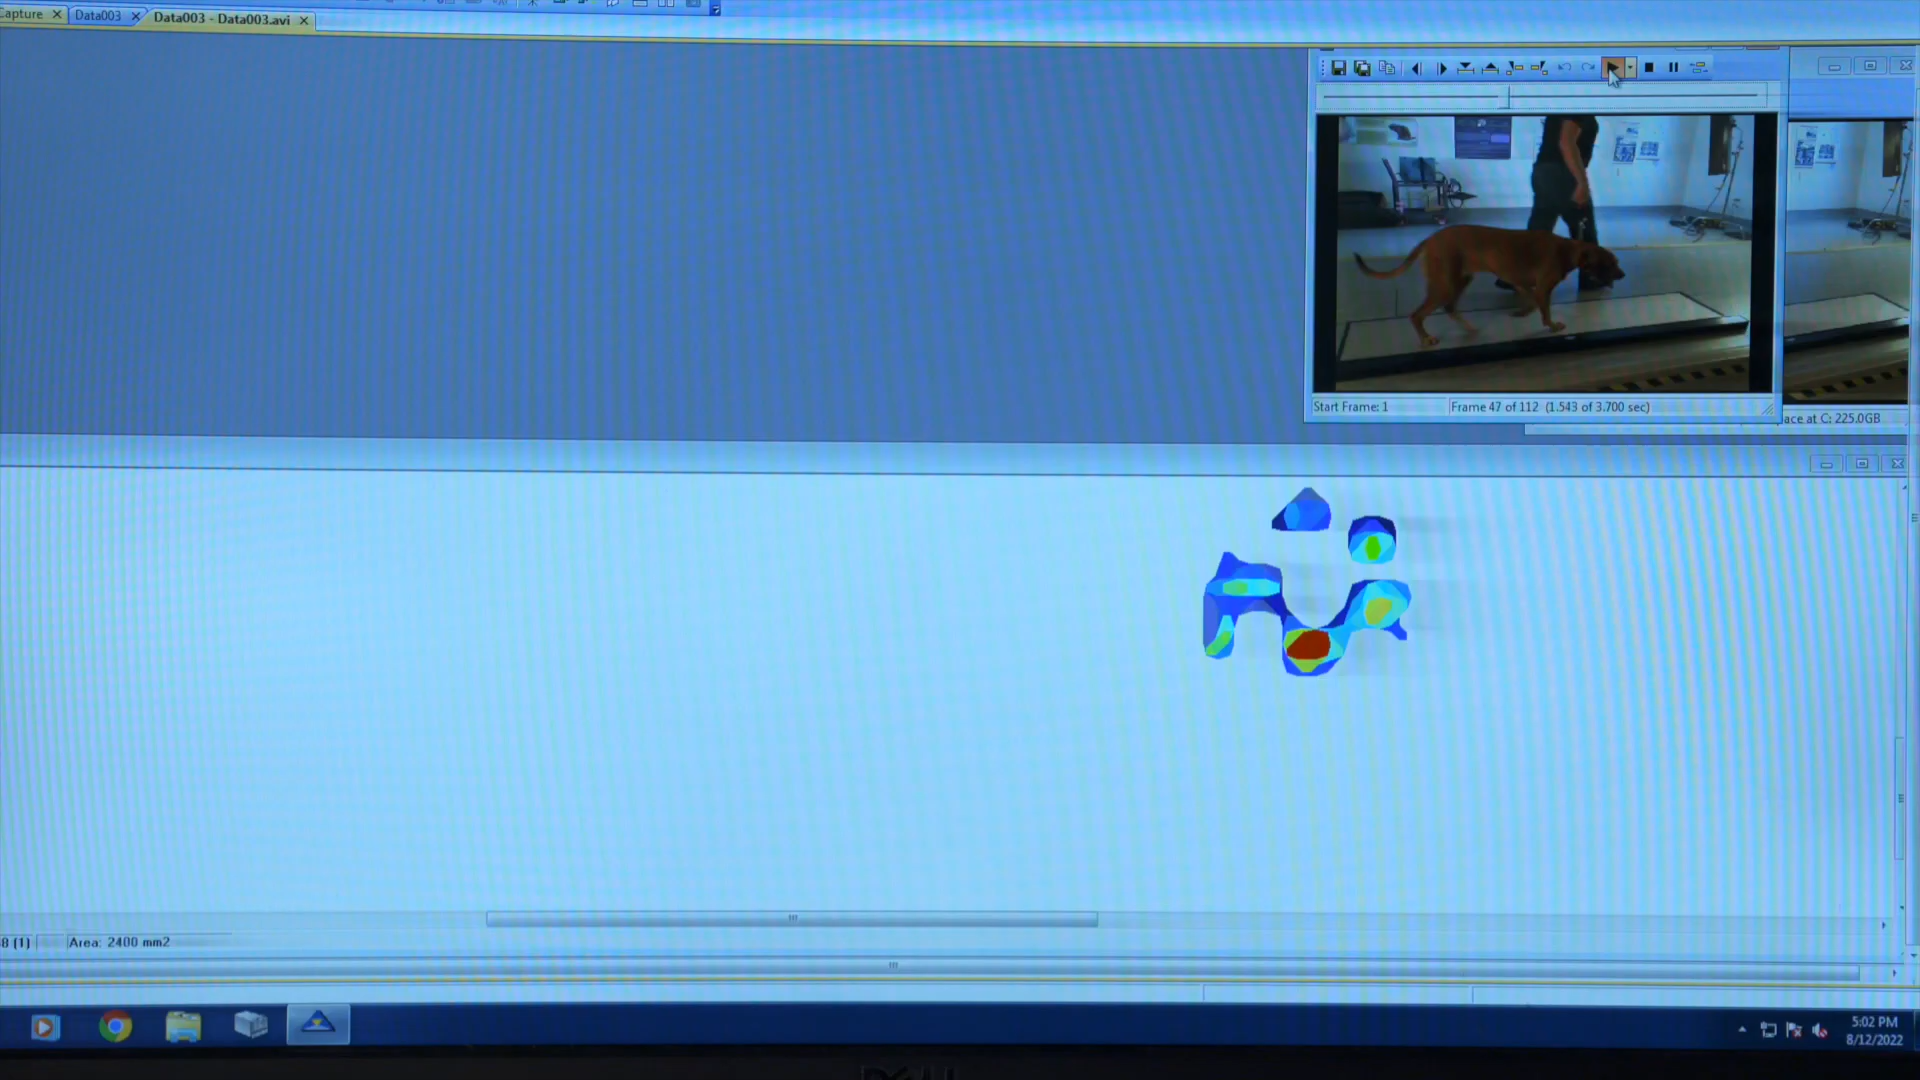 Capture
Data003
Data003 - Data003.avi
Start Frame: 1
Frame 47 of 112 (1.543 of 3.700 sec)
ace at C: 225.0GB
8 (1)
Area: 2400 mm2
5:02 PM
8/12/2022